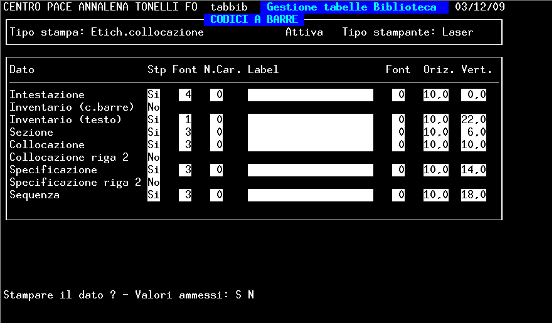 CENTRO PACE ANNALENA TONELLI FO tabbib Gestione tabelle Biblioteca 03/12/09
CODICI A BARRE
Tipo stampa: Etich.collocazione Attiva Tipo stampante: Laser
Dato Stp Font N.Car. Label Font Oriz. Vert.
Intestazione Si 4 0 0 10,0 0,0
Inventario (c.barre) No
Inventario (testo) Si 1 0 0 10,0 22,0
Sezione Si 3 0 0 10,0 6,0
Collocazione Si 3 0 0 10,0 10,0
Collocazione riga 2 No
Specificazione Si 3 0 0 10,0 14,0
Specificazione riga 2 No
Sequenza Si 3 0 0 10,0 18,0
Stampare il dato ? - Valori ammessi: S N